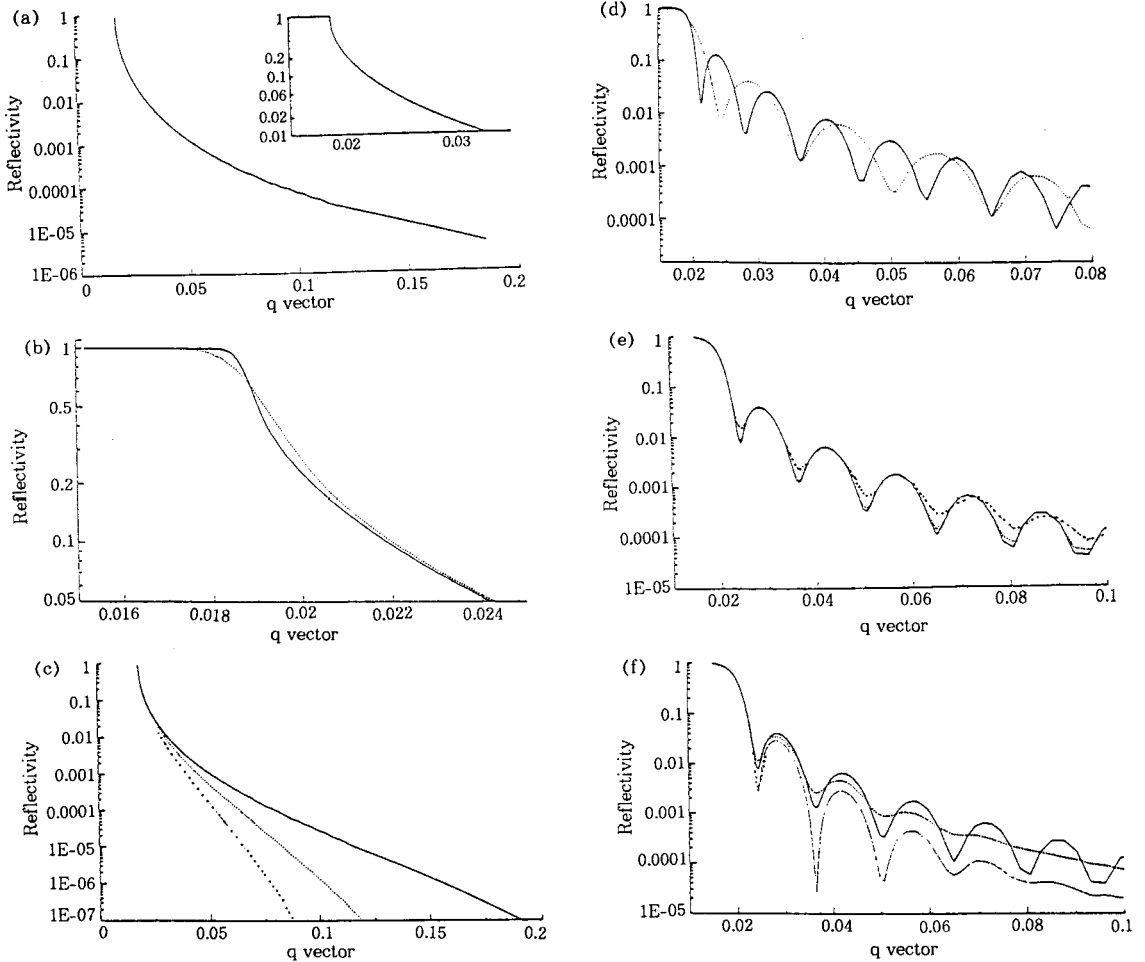 (a)
Reflectivity
1
0.1
0.01
0.001
0.0001
1E-05
1E-06
0
0.05
0.1
0.15
0.2
q vector
1
0.2
0.1
0.06
0.02
0.01
0.02
0.03
(b)
Reflectivity
1
0.5
0.2
0.1
0.05
0.016
0.018
0.02
0.022
0.024
q vector
(c)
Reflectivity
1
0.1
0.01
0.001
0.0001
1E-05
1E-06
1E-07
0
0.05
0.1
0.15
0.2
q vector
(d)
Reflectivity
1
0.1
0.01
0.001
0.0001
0.02
0.03
0.04
0.05
0.06
0.07
0.08
q vector
(e)
Reflectivity
1
0.1
0.01
0.001
0.0001
1E-05
0.02
0.04
0.06
0.08
0.1
q vector
(f)
Reflectivity
1
0.1
0.01
0.001
0.0001
1E-05
0.02
0.04
0.06
0.08
0.1
q vector